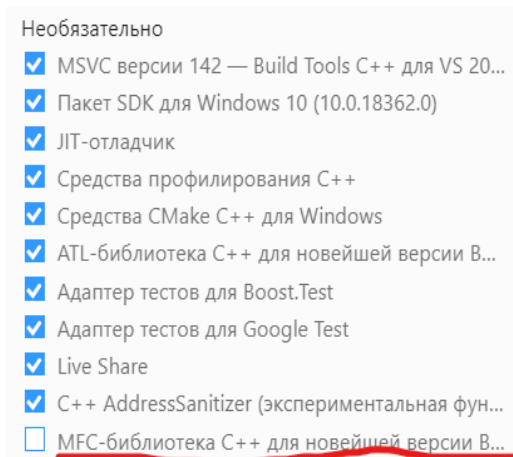 Необязательно
MSVC версии 142 — Build Tools C++ для VS 20...
Пакет SDK для Windows 10 (10.0.18362.0)
JIT-отладчик
Средства профилирования C++
Средства CMake C++ для Windows
ATL-библиотека C++ для новейшей версии B...
Адаптер тестов для Boost.Test
Адаптер тестов для Google Test
Live Share
C++ AddressSanitizer (экспериментальная фун...
MFC-библиотека C++ для новейшей версии B...